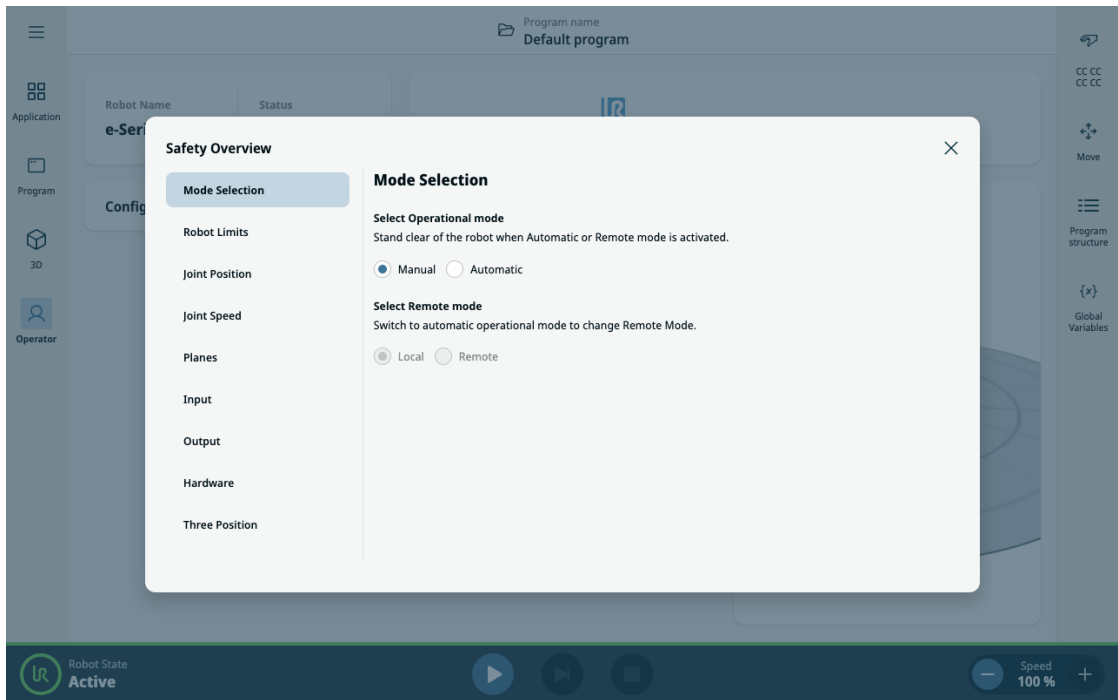 Program name
Default program
Application
Program
3D
Operator
Robot Name
Status
e-Seri
Config
Safety Overview
Mode Selection
Robot Limits
Joint Position
Joint Speed
Planes
Input
Output
Hardware
Three Position
Mode Selection
Select Operational mode
Stand clear of the robot when Automatic or Remote mode is activated.
Manual Automatic
Select Remote mode
Switch to automatic operational mode to change Remote Mode.
Local Remote
CC CC
CC CC
Move
Program
structure
{x}
Global
Variables
UR
Robot State
Active
Speed
100 %